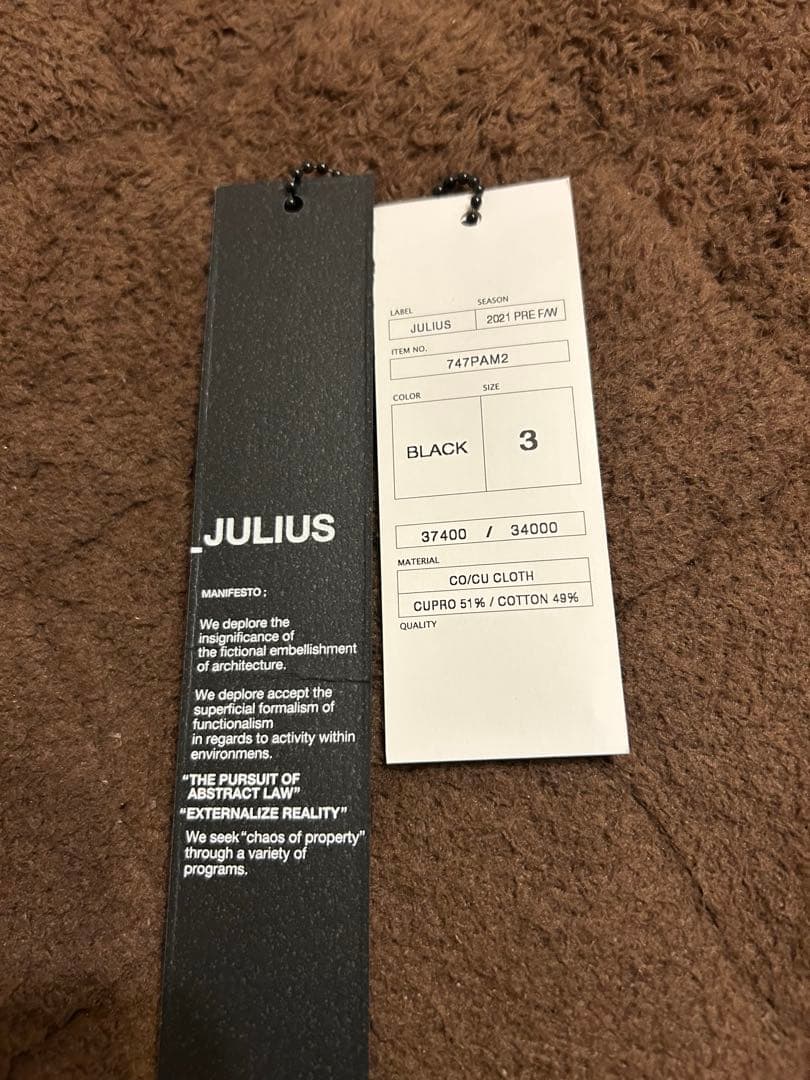 _JULIUS
MANIFESTO ;
We deplore the
insignificance of
the fictional embellishment
of architecture.
We deplore accept the
superficial formalism of
functionalism
in regards to activity within
environmens.
“THE PURSUIT OF
ABSTRACT LAW”
“EXTERNALIZE REALITY”
We seek “chaos of property”
through a variety of
programs.
LABEL SEASON
JULIUS 2021 PRE F/W
ITEM NO.
747PAM2
COLOR SIZE
BLACK 3
37400 / 34000
MATERIAL
CO/CU CLOTH
CUPRO 51% / COTTON 49%
QUALITY